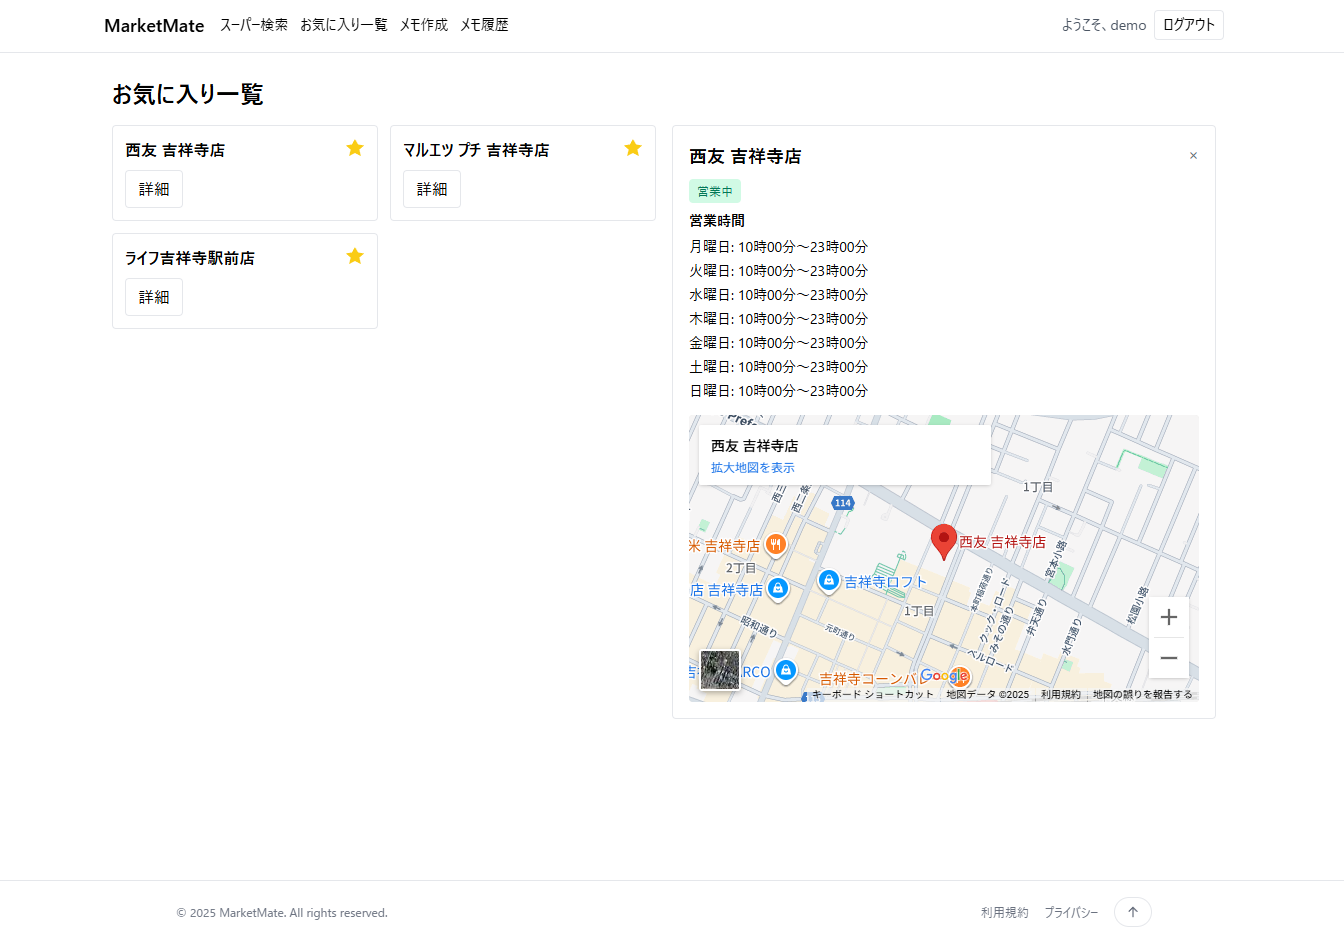 MarketMate スーパー検索 お気に入り一覧 メモ作成 メモ履歴 ようこそ、demo ログアウト
お気に入り一覧
西友 吉祥寺店
詳細
マルエツ プチ 吉祥寺店
詳細
ライフ吉祥寺駅前店
詳細
西友 吉祥寺店 ×
営業中
営業時間
月曜日: 10時00分～23時00分
火曜日: 10時00分～23時00分
水曜日: 10時00分～23時00分
木曜日: 10時00分～23時00分
金曜日: 10時00分～23時00分
土曜日: 10時00分～23時00分
日曜日: 10時00分～23時00分
西友 吉祥寺店
拡大地図を表示
1丁目
114
西友 吉祥寺店
米 吉祥寺店
2丁目
店 吉祥寺店
吉祥寺ロフト
1丁目
宮本小路
松園小路
本町稲荷通り
弁天通り
水門通り
みその通り
ベルロード
昭和通り
元町通り
吉祥寺コーンバレー
Google
キーボード ショートカット 地図データ ©2025 利用規約 地図の誤りを報告する
© 2025 MarketMate. All rights reserved. 利用規約 プライバシー